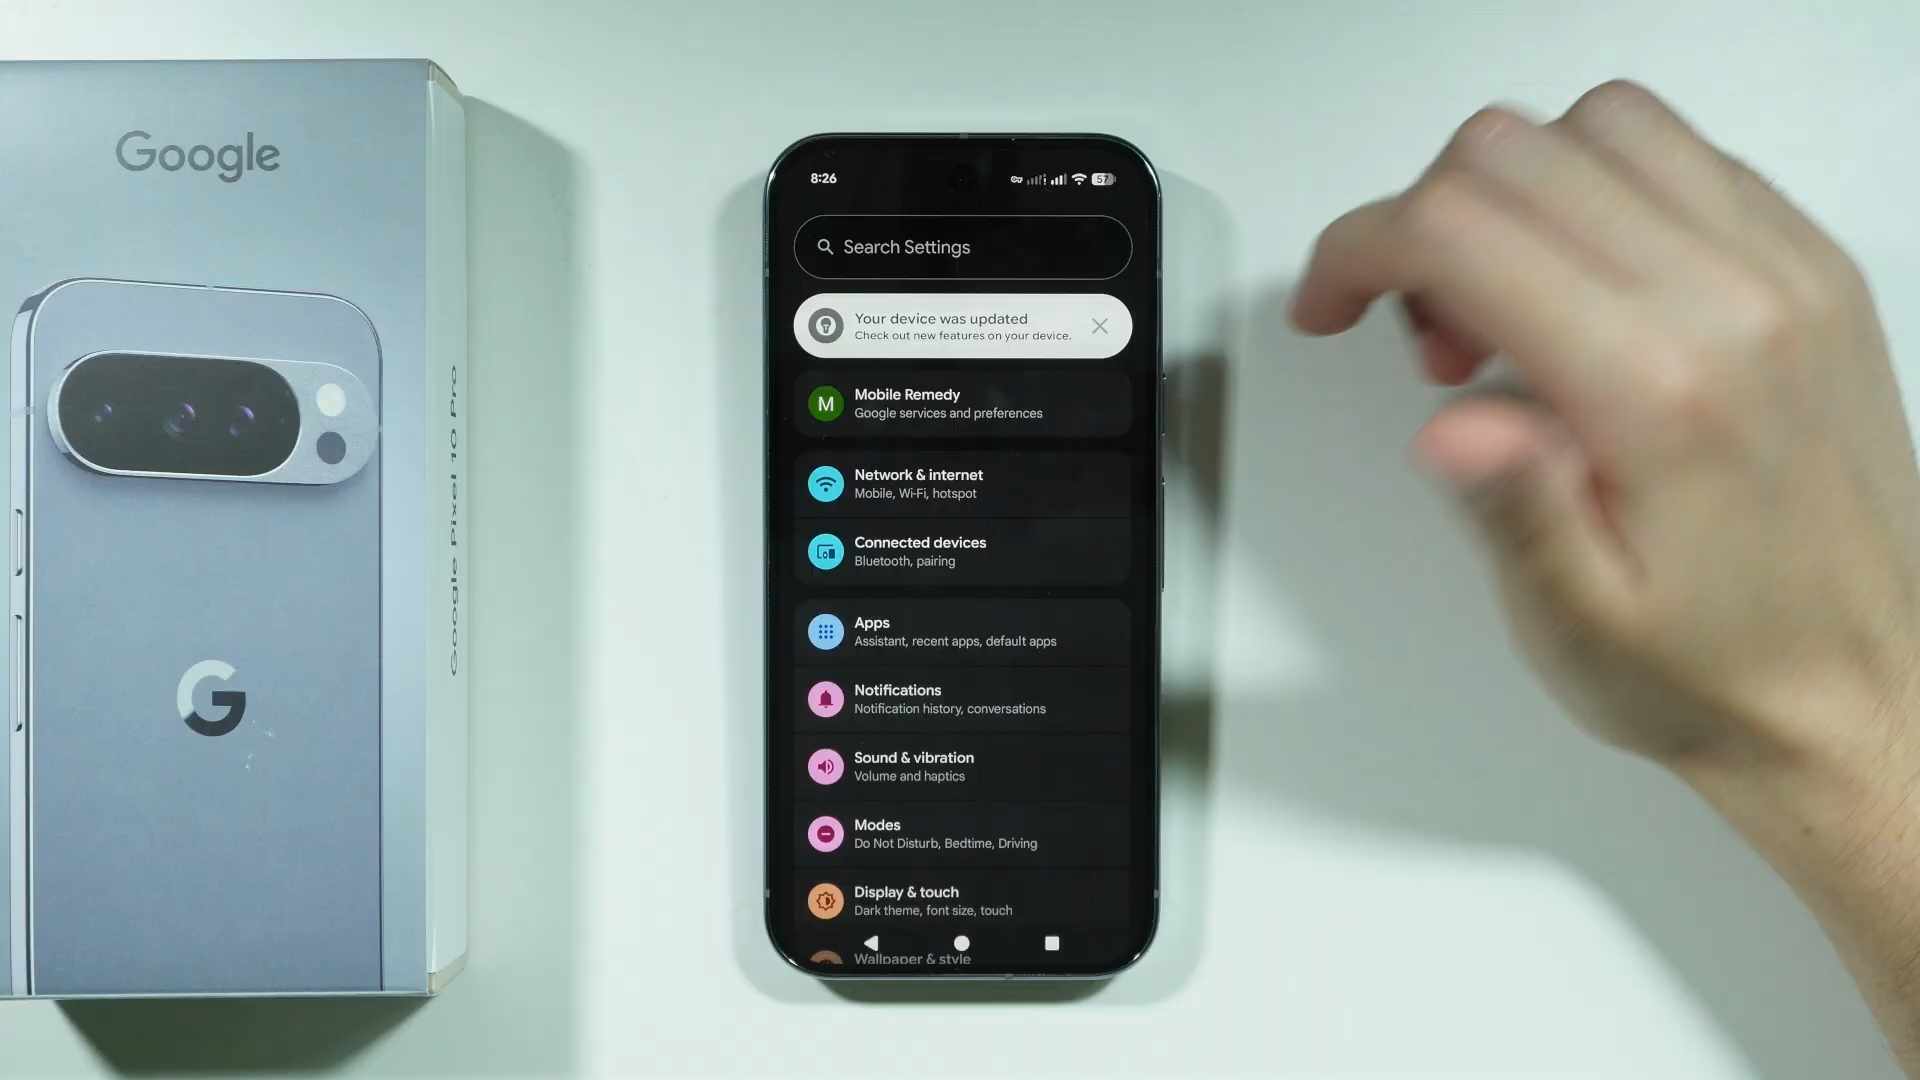 Google
Google Pixel 10 Pro
8:26
57
Search Settings
Your device was updated
Check out new features on your device.
M
Mobile Remedy
Google services and preferences
Network & internet
Mobile, Wi-Fi, hotspot
Connected devices
Bluetooth, pairing
Apps
Assistant, recent apps, default apps
Notifications
Notification history, conversations
Sound & vibration
Volume and haptics
Modes
Do Not Disturb, Bedtime, Driving
Display & touch
Dark theme, font size, touch
Wallpaper & style